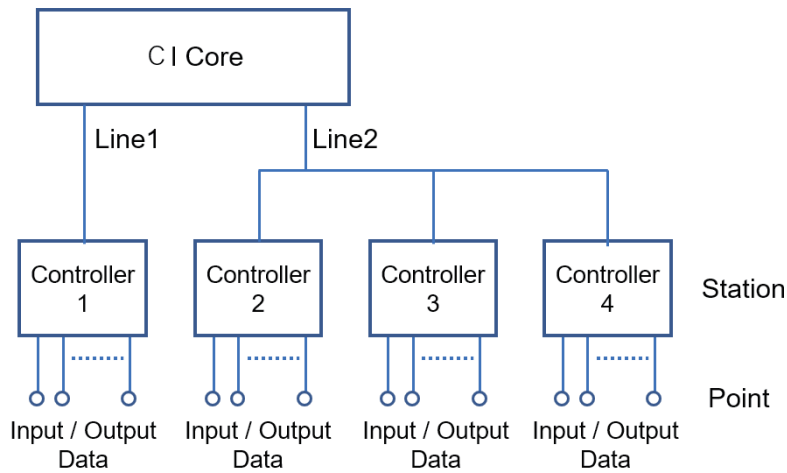 C I Core
Line1
Line2
Controller
1
Controller
2
Controller
3
Controller
4
Station
Point
Input / Output
Data
Input / Output
Data
Input / Output
Data
Input / Output
Data